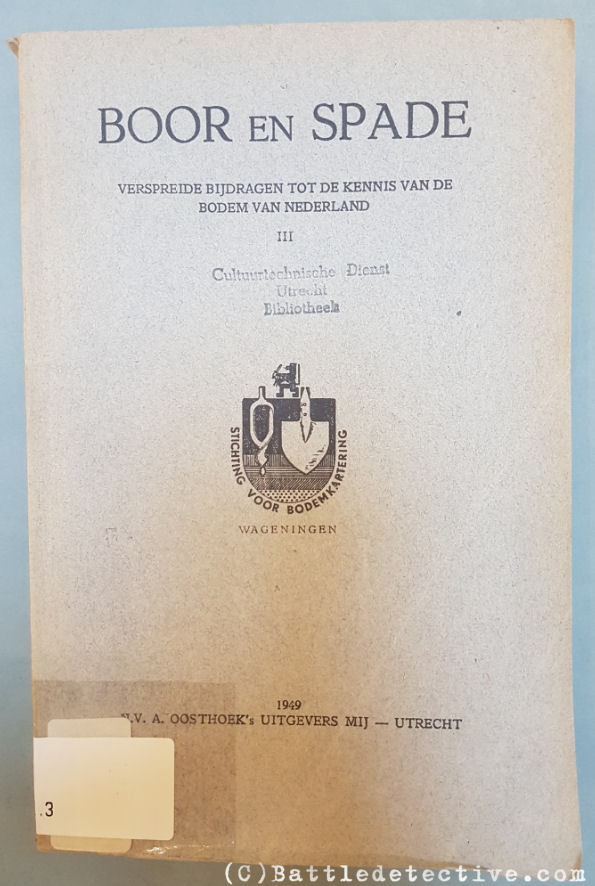 BOOR EN SPADE
VERSPREIDE BIJDRAGEN TOT DE KENNIS VAN DE
BODEM VAN NEDERLAND
III
Cultuurtechnische Dienst
Utrecht
Bibliotheek
STICHTING VOOR BODEMKARTERING
WAGENINGEN
1949
N.V. A. OOSTHOEK's UITGEVERS MIJ — UTRECHT
.3
(C)Battledetective.com